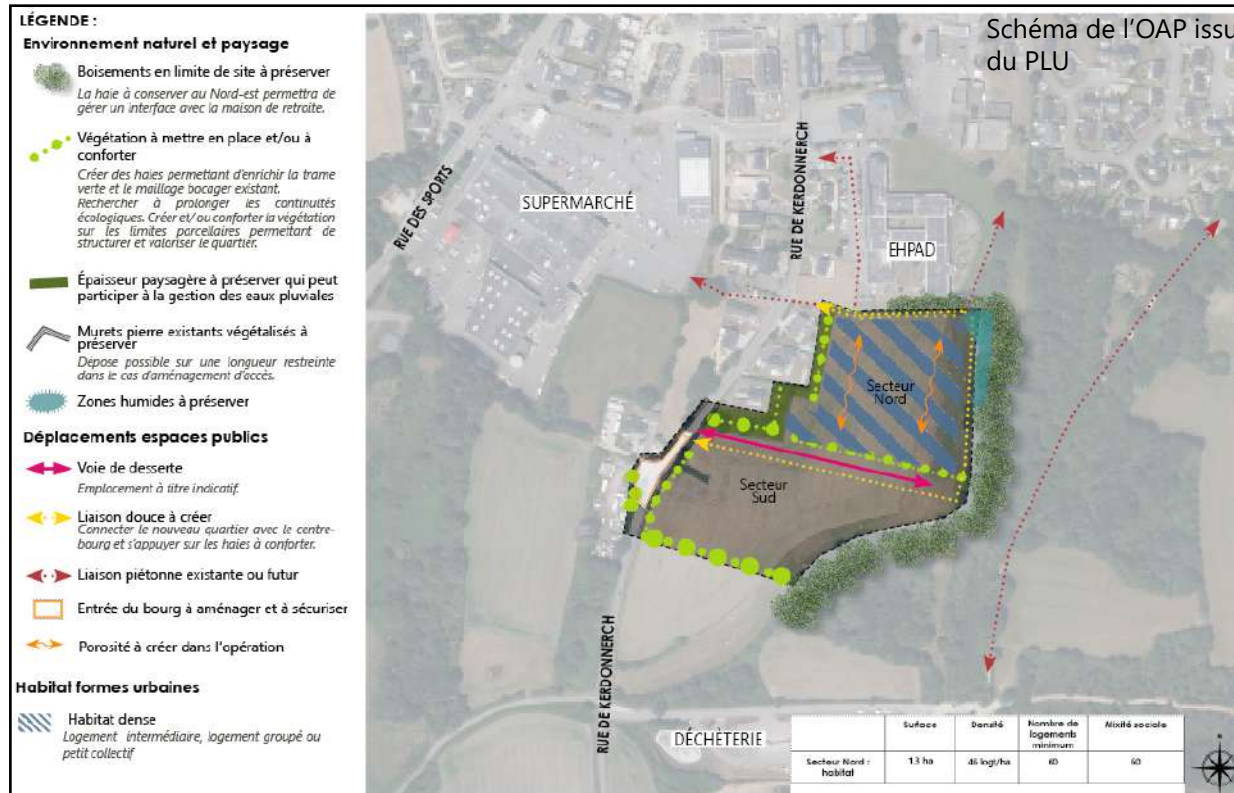 LÉGENDE :
Environnement naturel et paysage
Boisements en limite de site à préserver
La haie à conserver au Nord-est permettra de
gérer un interface avec la maison de retraite.
Végétation à mettre en place et/ou à
conforter
Créer des haies permettant d'enrichir la trame
verte et le maillage bocager existant.
Rechercher à prolonger les continuités
écologiques. Créer et/ou conforter la végétation
sur les limites parcellaires permettant de
structurer et valoriser le quartier.
Épaisseur paysagère à préserver qui peut
participer à la gestion des eaux pluviales
Murets pierre existants végétalisés à
préserver
Dépose possible sur une longueur restreinte
dans le cas d'aménagement d'accès.
Zones humides à préserver
Déplacements espaces publics
Voie de desserte
Emplacement à titre indicatif.
Liaison douce à créer
Connecter le nouveau quartier avec le centre-
bourg et s'appuyer sur les haies à conforter.
Liaison piétonne existante ou futur
Entrée du bourg à aménager et à sécuriser
Porosité à créer dans l'opération
Habitat formes urbaines
Habitat dense
Logement intermédiaire, logement groupé ou
petit collectif
Schéma de l'OAP issu
du PLU
RUE DES SPORTS
SUPERMARCHÉ
RUE DE KERDONNERCH
EHPAD
Secteur
Nord
Secteur
Sud
RUE DE KERDONNERCH
DÉCHÈTERIE
Surface Densité Nombre de logements minimum Mixité sociale
Secteur Nord : habitat 1.3 ha 46 logt/ha 60 60